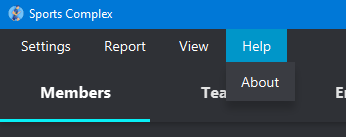 Sports Complex
Settings Report View Help
About
Members